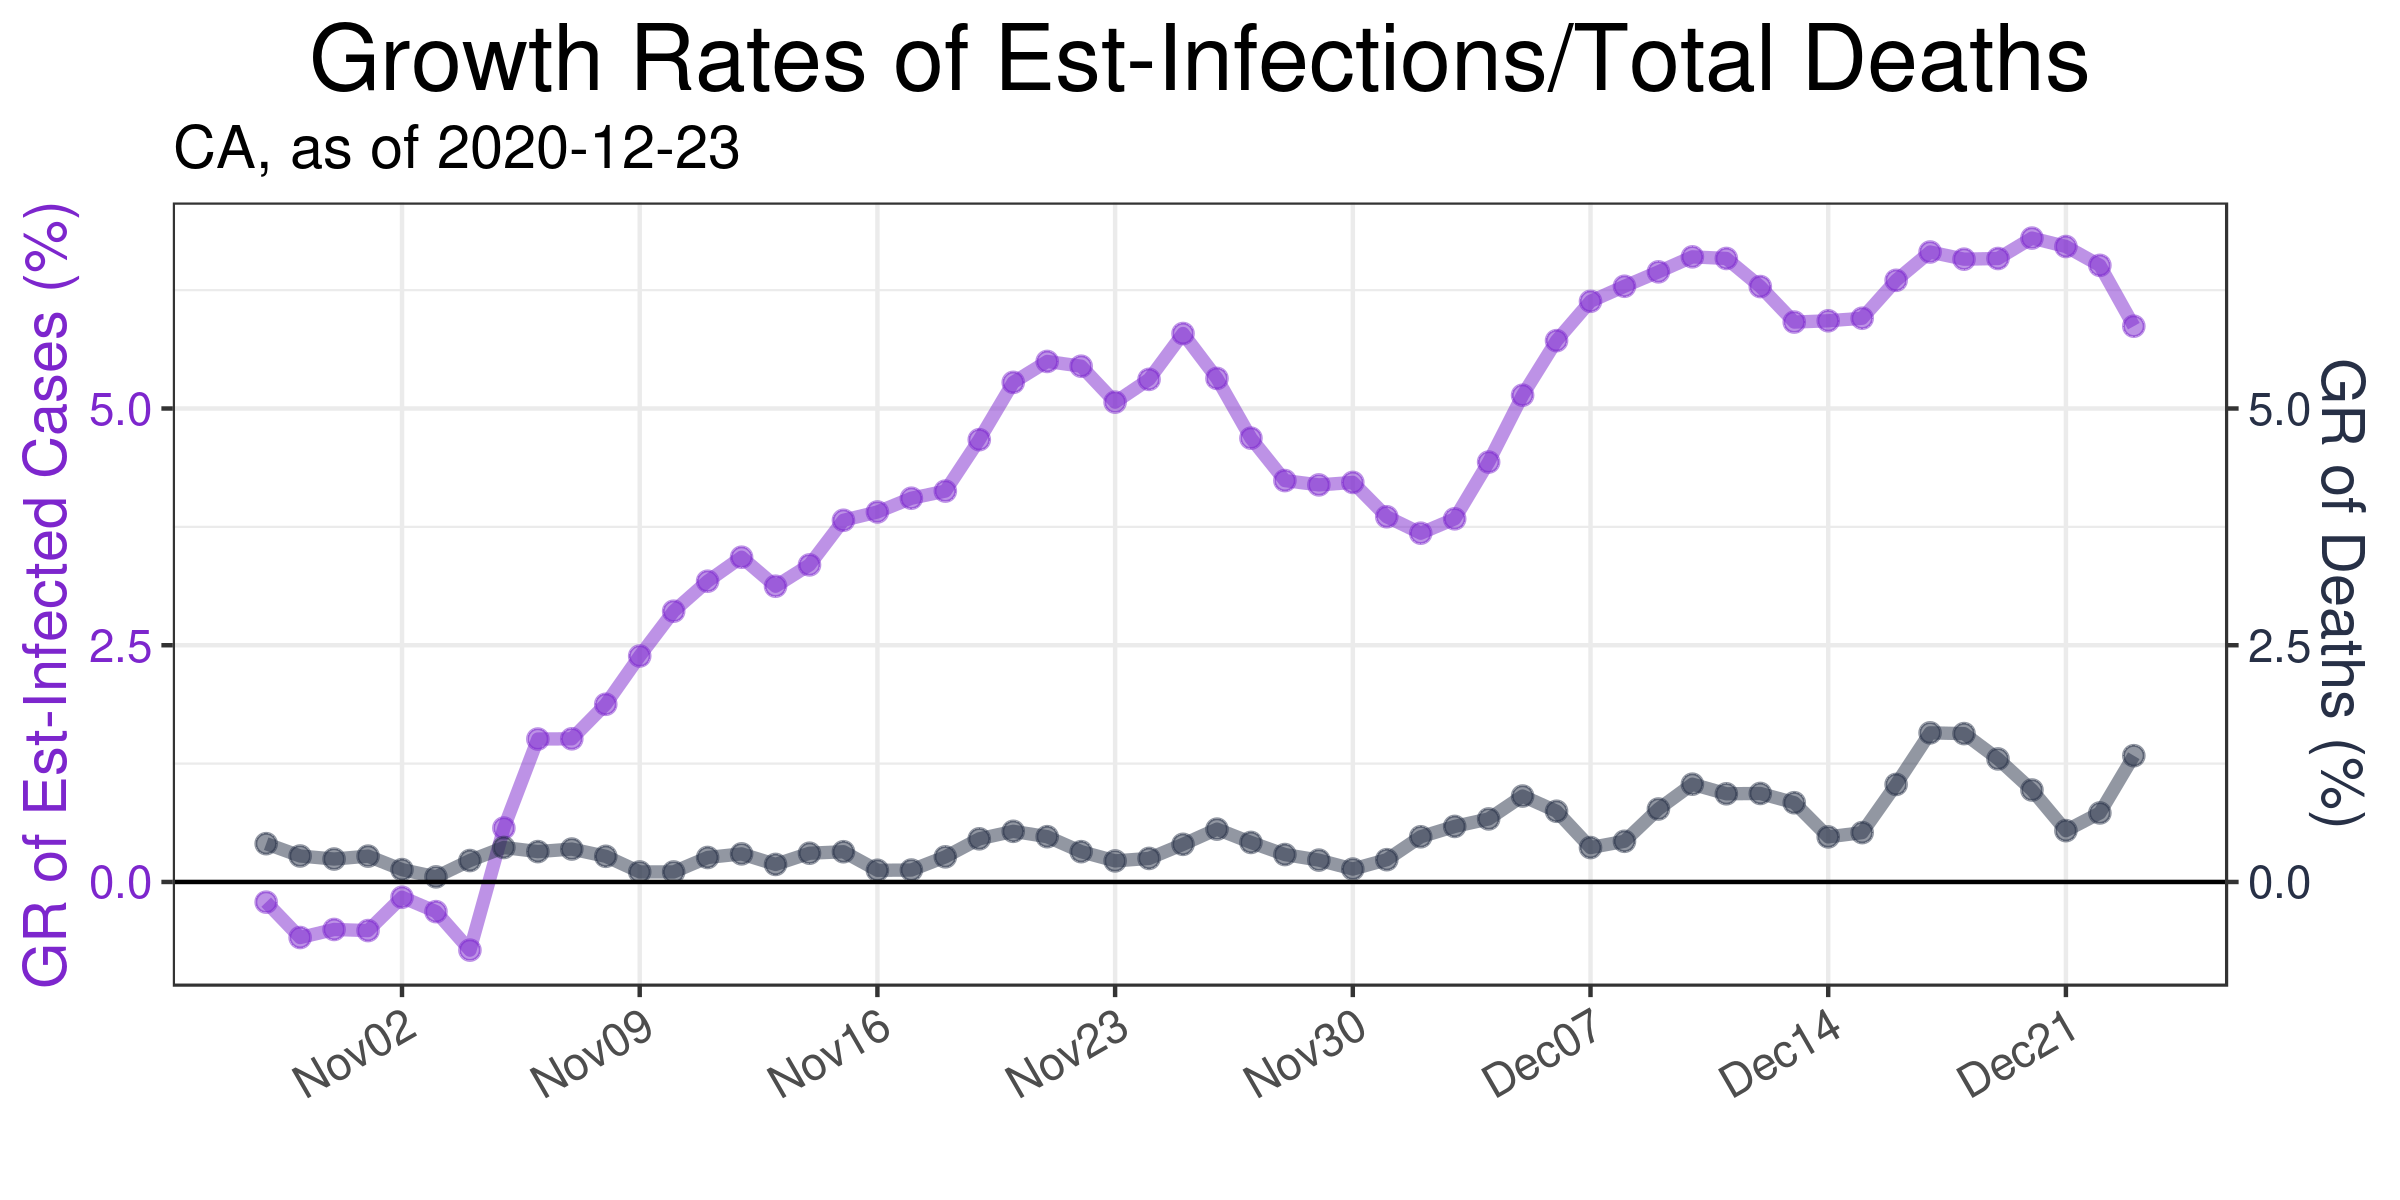 Growth Rates of Est-Infections/Total Deaths
CA, as of 2020-12-23
GR of Est-Infected Cases (%)
5.0
2.5
0.0
5.0
2.5
0.0
GR of Deaths (%)
Nov02
Nov09
Nov16
Nov23
Nov30
Dec07
Dec14
Dec21